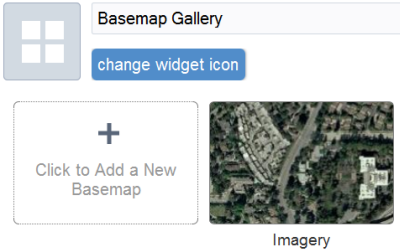 Basemap Gallery
change widget icon
+
Click to Add a New
Basemap
Imagery